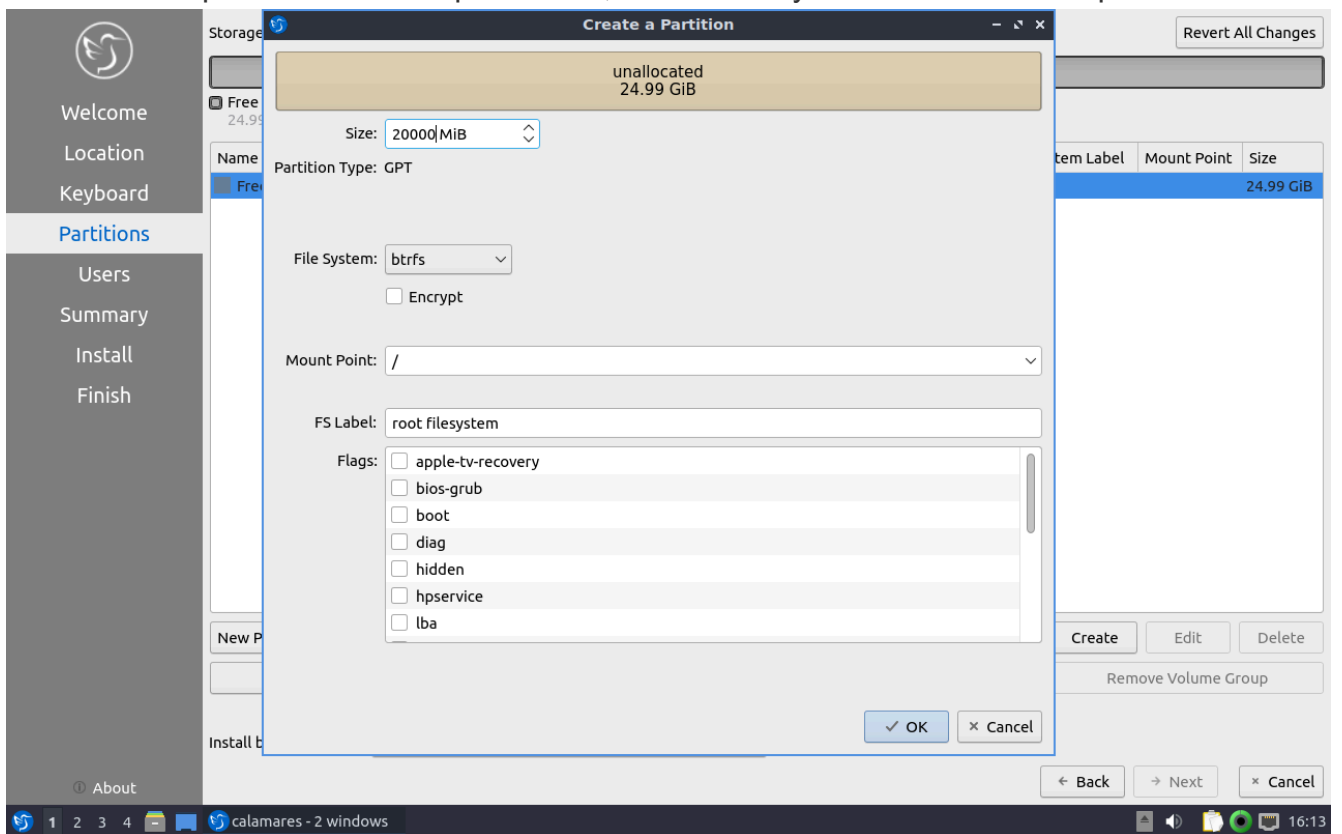 Create a Partition
Storage
Revert All Changes
unallocated
24.99 GiB
Free
24.99
Welcome
Location
Keyboard
Partitions
Users
Summary
Install
Finish
About
Size: 20000 MiB
Partition Type: GPT
Name
tem Label
Mount Point
Size
Free
24.99 GiB
File System: btrfs
Encrypt
Mount Point: /
FS Label: root filesystem
Flags:
apple-tv-recovery
bios-grub
boot
diag
hidden
hpservice
lba
New P
Create
Edit
Delete
Remove Volume Group
OK
Cancel
Install b
Back
Next
Cancel
1 2 3 4
calamares - 2 windows
16:13